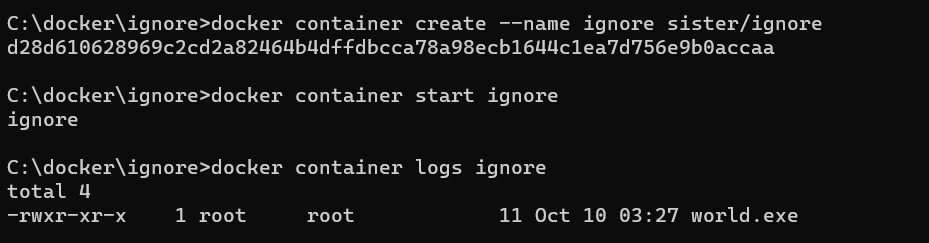 C:\docker\ignore>docker container create --name ignore sister/ignore
d28d610628969c2cd2a82464b4dffdbcca78a98ecb1644c1ea7d756e9b0accaa
C:\docker\ignore>docker container start ignore
ignore
C:\docker\ignore>docker container logs ignore
total 4
-rwxr-xr-x    1 root     root            11 Oct 10 03:27 world.exe